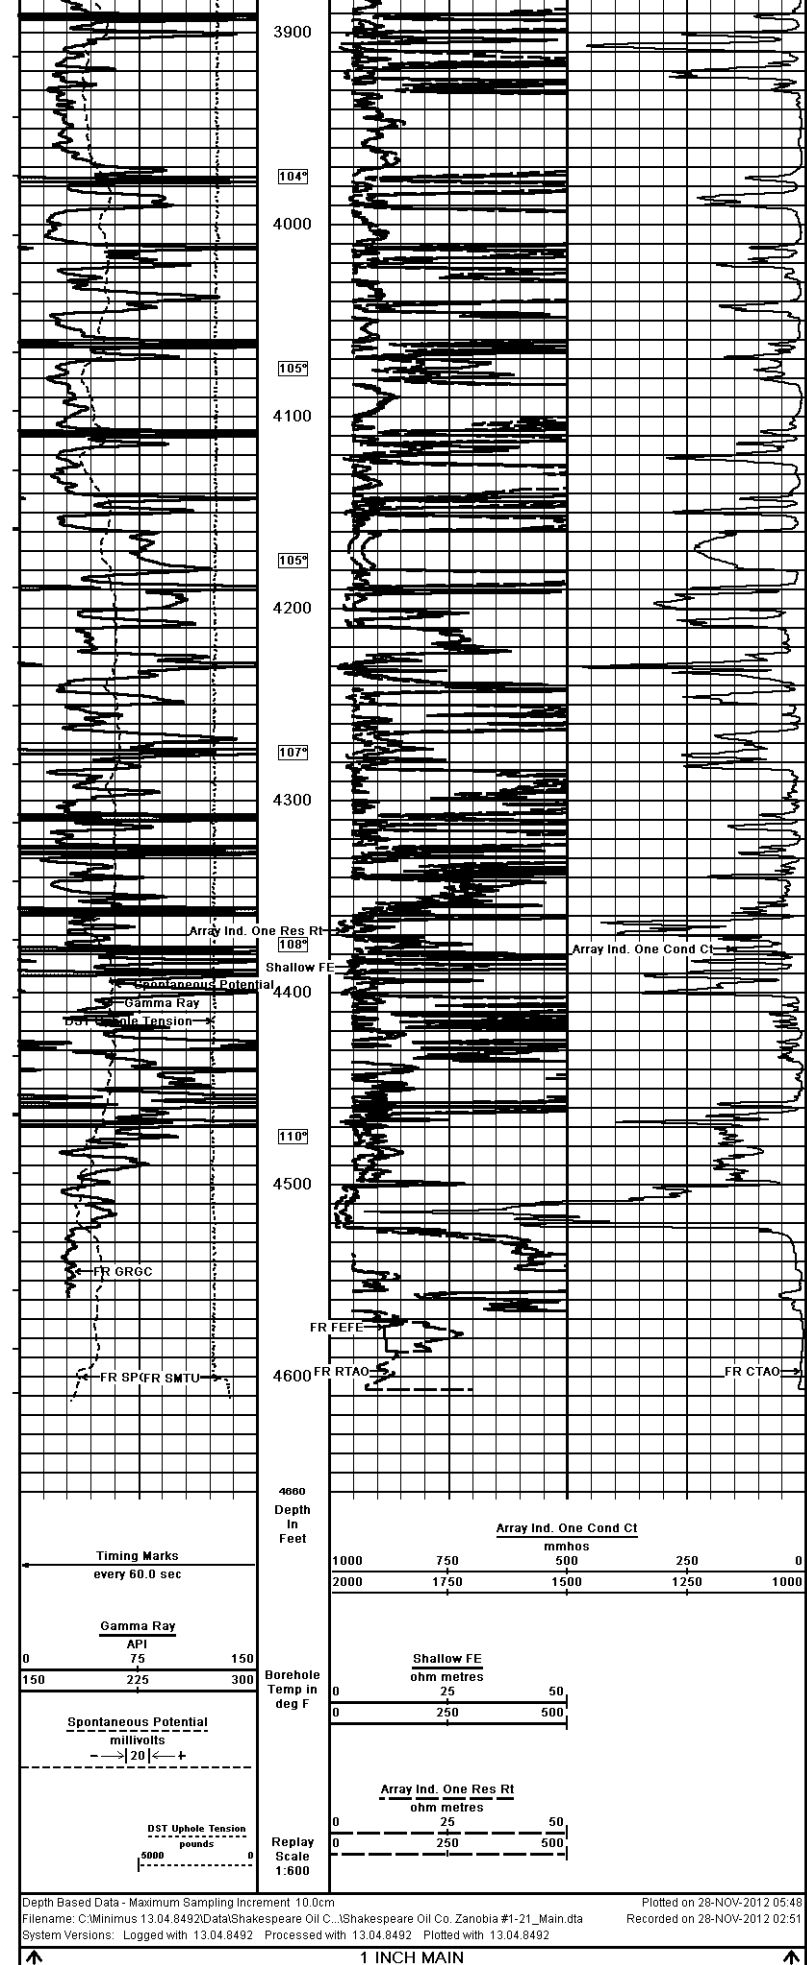 3900
104°
4000
105°
4100
105°
4200
107°
4300
Array Ind. One Res Rt
108°
Array Ind. One Cond Ct
Shallow FE
Spontaneous Potential
4400
Gamma Ray
DST Uphole Tension
110°
4500
FR GRGC
FR FEFE
4600
FR RTAO
FR CTAO
FR SMTU
4660
Depth
In
Feet
Array Ind. One Cond Ct
mmhos
1000 750 500 250 0
2000 1750 1500 1250 1000
Timing Marks
every 60.0 sec
Gamma Ray
API
0 75 150
150 225 300
Borehole
Temp in
deg F
Shallow FE
ohm metres
0 25 50
0 250 500
Spontaneous Potential
millivolts
20
Array Ind. One Res Rt
ohm metres
0 25 50
0 250 500
DST Uphole Tension
pounds
5000 0
Replay
Scale
1:600
Depth Based Data - Maximum Sampling Increment 10.0cm Plotted on 28-NOV-2012 05:48
Filename: C:\Minimus 13.04.8492\Data\Shakespeare Oil C...\Shakespeare Oil Co. Zanobia #1-21_Main.dta Recorded on 28-NOV-2012 02:51
System Versions: Logged with 13.04.8492 Processed with 13.04.8492 Plotted with 13.04.8492
1 INCH MAIN